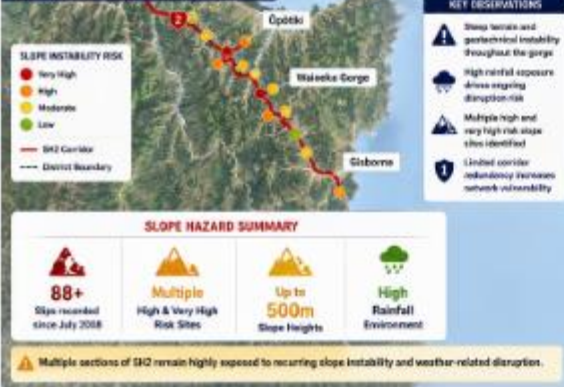 KEY OBSERVATIONS
2
Ōpōtiki
Steep terrain and
geotechnical instability
throughout the gorge
SLOPE INSTABILITY RISK
Very High
High
Moderate
Low
SH2 Corridor
District Boundary
Waioeka Gorge
High rainfall exposure
drives ongoing
disruption risk
Multiple high and
very high risk slope
sites identified
Gisborne
1
Limited corridor
redundancy increases
network vulnerability
SLOPE HAZARD SUMMARY
88+
Slips recorded
since July 2018
Multiple
High & Very High
Risk Sites
Up to
500m
Slope Heights
High
Rainfall
Environment
Multiple sections of SH2 remain highly exposed to recurring slope instability and weather-related disruption.